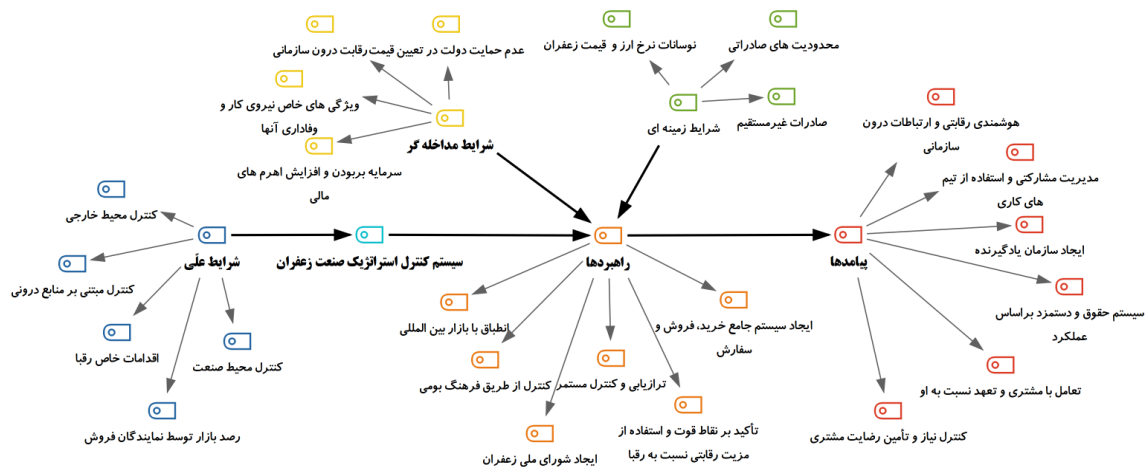 عدم حمایت دولت در تعیین قیمت
رقابت درون سازمانی
ویژگی های خاص نیروی کار و
وفاداری آنها
سرمایه بربودن و افزایش اهرم های
مالی
شرایط مداخله گر
نوسانات نرخ ارز و قیمت زعفران
محدودیت های صادراتی
صادرات غیرمستقیم
شرایط زمینه ای
هوشمندی رقابتی و ارتباطات درون
سازمانی
مدیریت مشارکتی و استفاده از تیم
های کاری
ایجاد سازمان یادگیرنده
سیستم حقوق و دستمزد براساس
عملکرد
تعامل با مشتری و تعهد نسبت به او
کنترل نیاز و تأمین رضایت مشتری
پیامدها
راهبردها
ایجاد سیستم جامع خرید، فروش و
سفارش
تأکید بر نقاط قوت و استفاده از
مزیت رقابتی نسبت به رقبا
ترازیابی و کنترل مستمر
ایجاد شورای ملی زعفران
کنترل از طریق فرهنگ بومی
انطباق با بازار بین المللی
سیستم کنترل استراتژیک صنعت زعفران
شرایط علّی
کنترل محیط خارجی
کنترل مبتنی بر منابع درونی
اقدامات خاص رقبا
کنترل محیط صنعت
رصد بازار توسط نمایندگان فروش